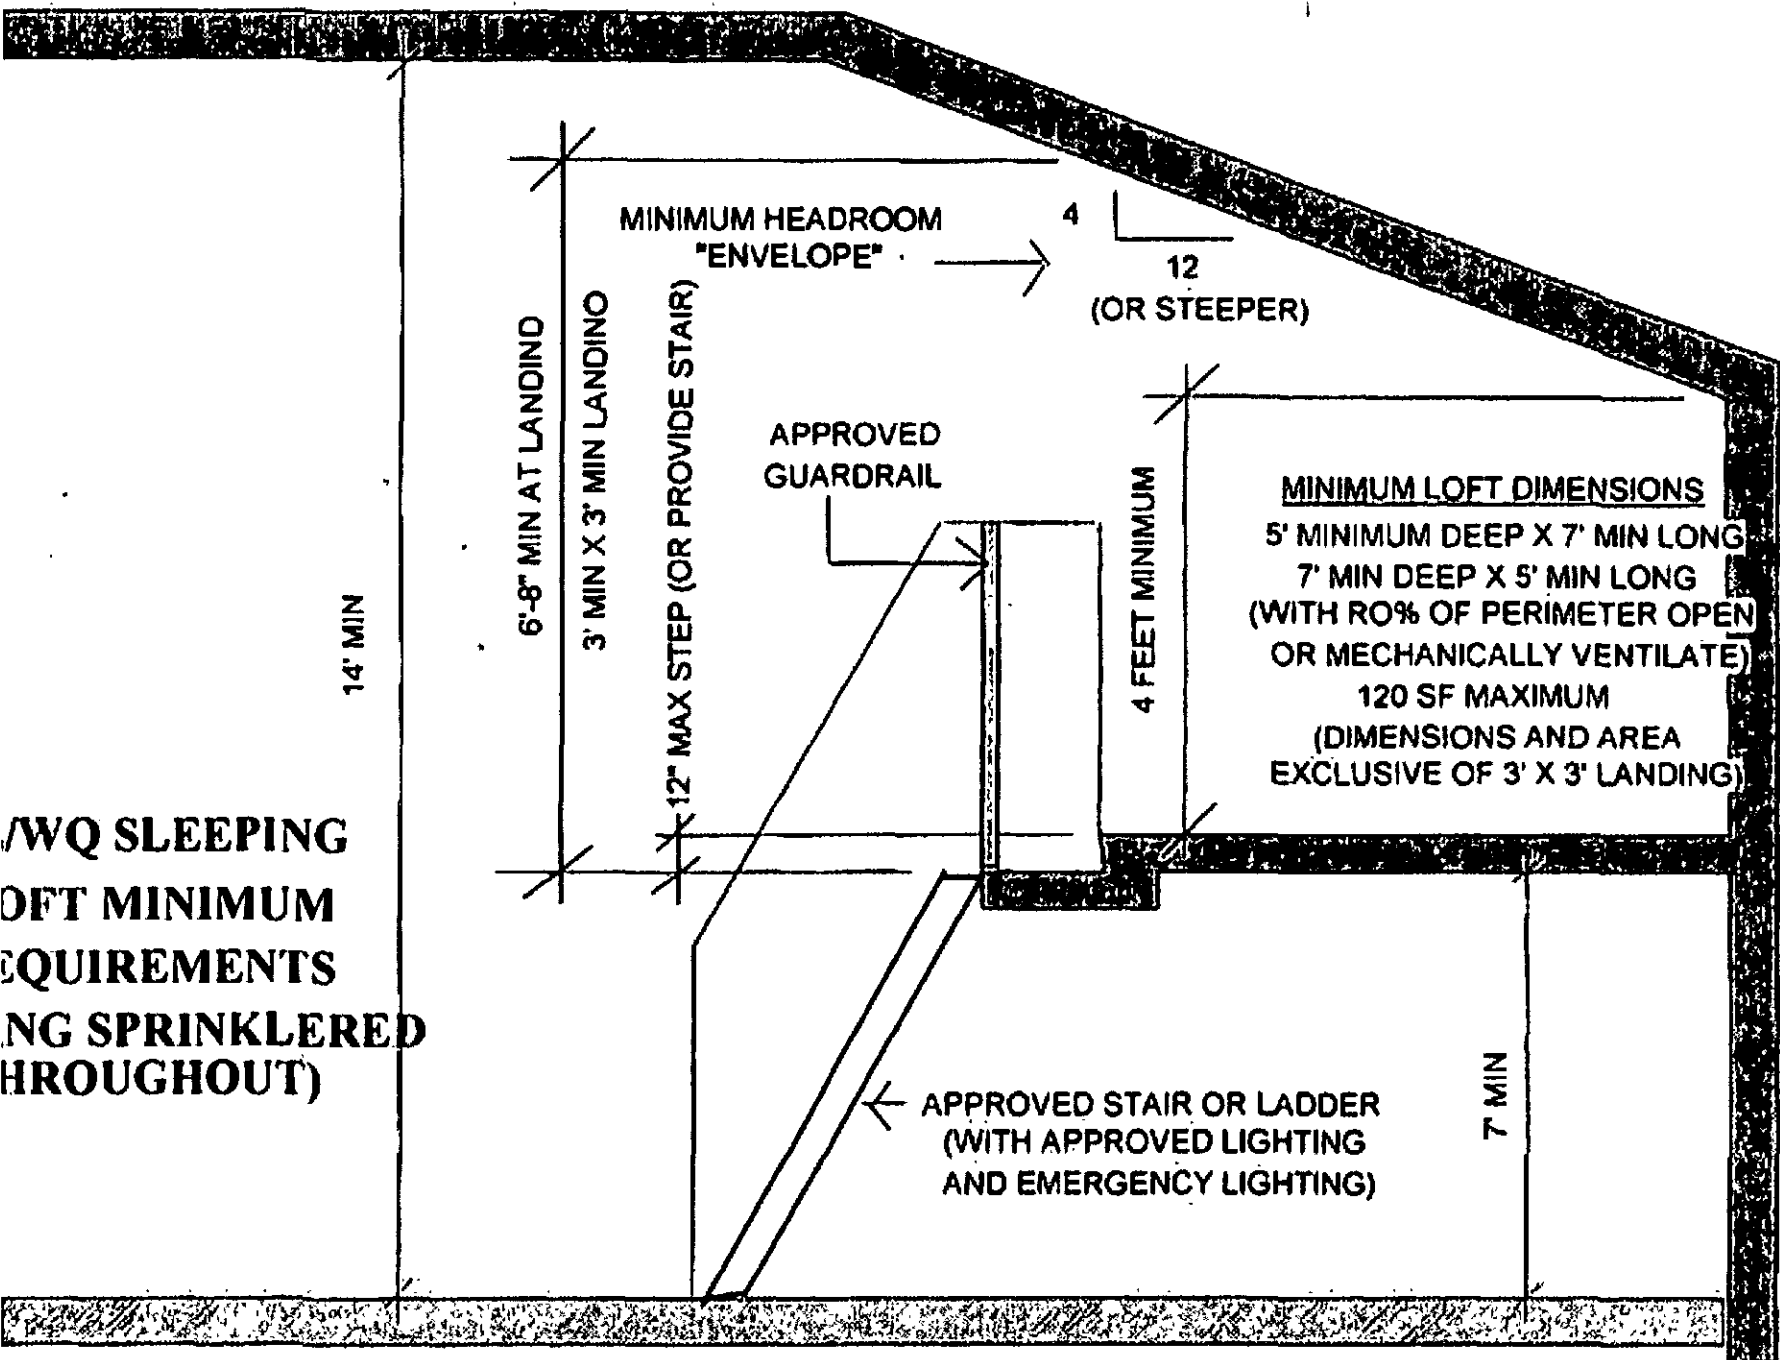 14' MIN
6'-8" MIN AT LANDINO
3' MIN X 3' MIN LANDINO
12" MAX STEP (OR PROVIDE STAIR)
MINIMUM HEADROOM
"ENVELOPE"
4
12
(OR STEEPER)
APPROVED
GUARDRAIL
4 FEET MINIMUM
MINIMUM LOFT DIMENSIONS
5' MINIMUM DEEP X 7' MIN LONG
7' MIN DEEP X 5' MIN LONG
(WITH RO% OF PERIMETER OPEN
OR MECHANICALLY VENTILATE)
120 SF MAXIMUM
(DIMENSIONS AND AREA
EXCLUSIVE OF 3' X 3' LANDING)
/WQ SLEEPING
OFT MINIMUM
EQUIREMENTS
NG SPRINKLERED
HROUGHOUT)
APPROVED STAIR OR LADDER
(WITH APPROVED LIGHTING
AND EMERGENCY LIGHTING)
7' MIN